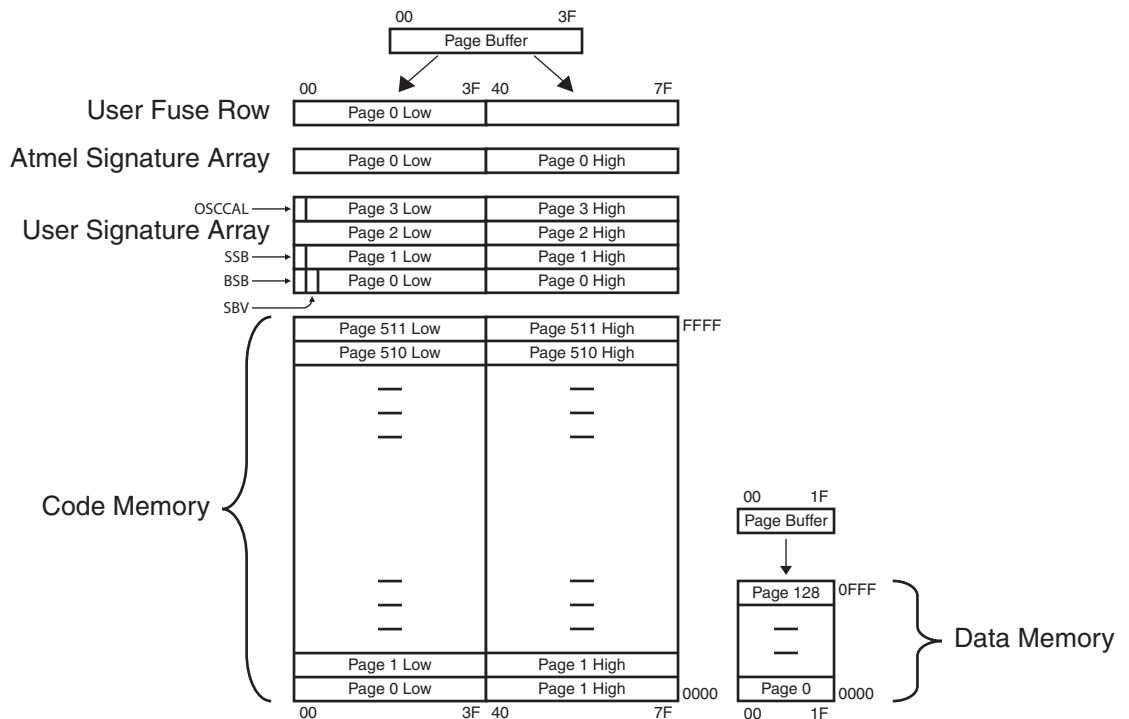 00 3F
Page Buffer
00 3F 40 7F
User Fuse Row Page 0 Low
Atmel Signature Array Page 0 Low Page 0 High
OSCCAL Page 3 Low Page 3 High
User Signature Array Page 2 Low Page 2 High
SSB Page 1 Low Page 1 High
BSB Page 0 Low Page 0 High
SBV
Page 511 Low Page 511 High FFFF
Page 510 Low Page 510 High
Code Memory
00 1F
Page Buffer
Page 128 0FFF
Data Memory
Page 1 Low Page 1 High
Page 0 Low Page 1 High 0000
Page 0 0000
00 3F 40 7F
00 1F